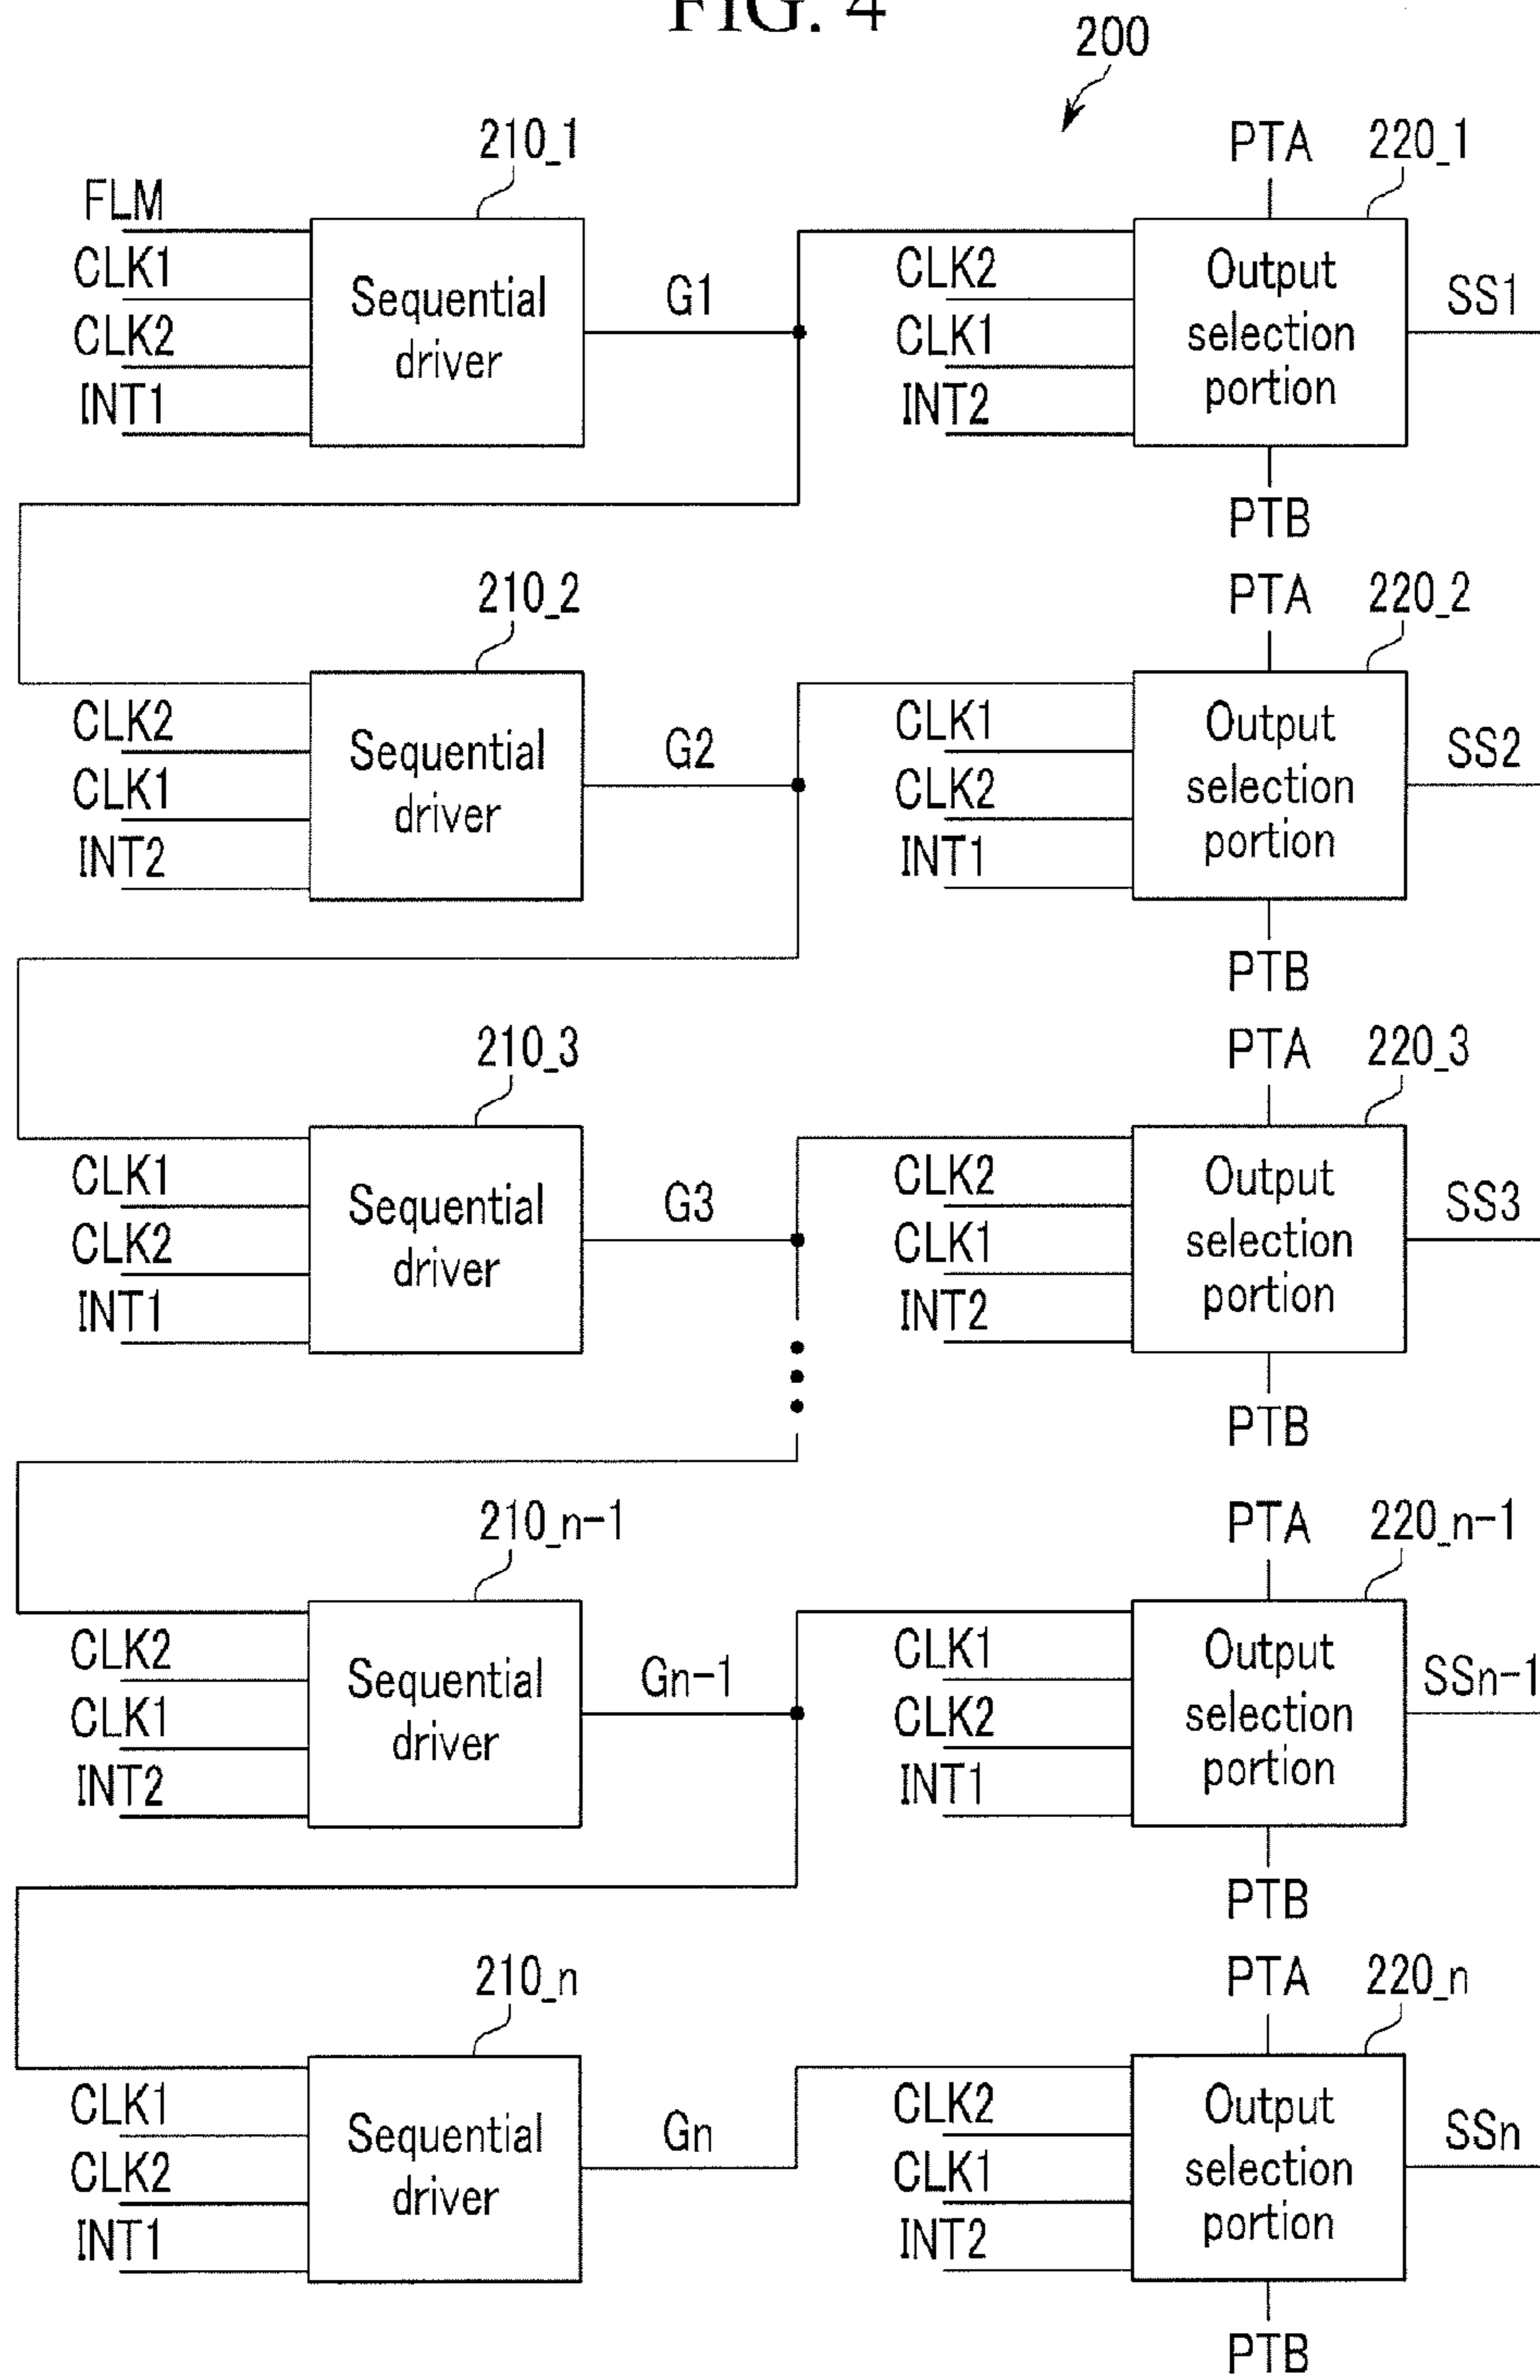 FIG. 4
200
210_1
PTA
220_1
FLM
CLK1
CLK2
INT1
Sequential
driver
G1
CLK2
CLK1
INT2
Output
selection
portion
SS1
PTB
210_2
PTA
220_2
CLK2
CLK1
INT2
Sequential
driver
G2
CLK1
CLK2
INT1
Output
selection
portion
SS2
PTB
210_3
PTA
220_3
CLK1
CLK2
INT1
Sequential
driver
G3
CLK2
CLK1
INT2
Output
selection
portion
SS3
PTB
210_n-1
PTA
220_n-1
CLK2
CLK1
INT2
Sequential
driver
Gn-1
CLK1
CLK2
INT1
Output
selection
portion
SSn-1
PTB
210_n
PTA
220_n
CLK1
CLK2
INT1
Sequential
driver
Gn
CLK2
CLK1
INT2
Output
selection
portion
SSn
PTB